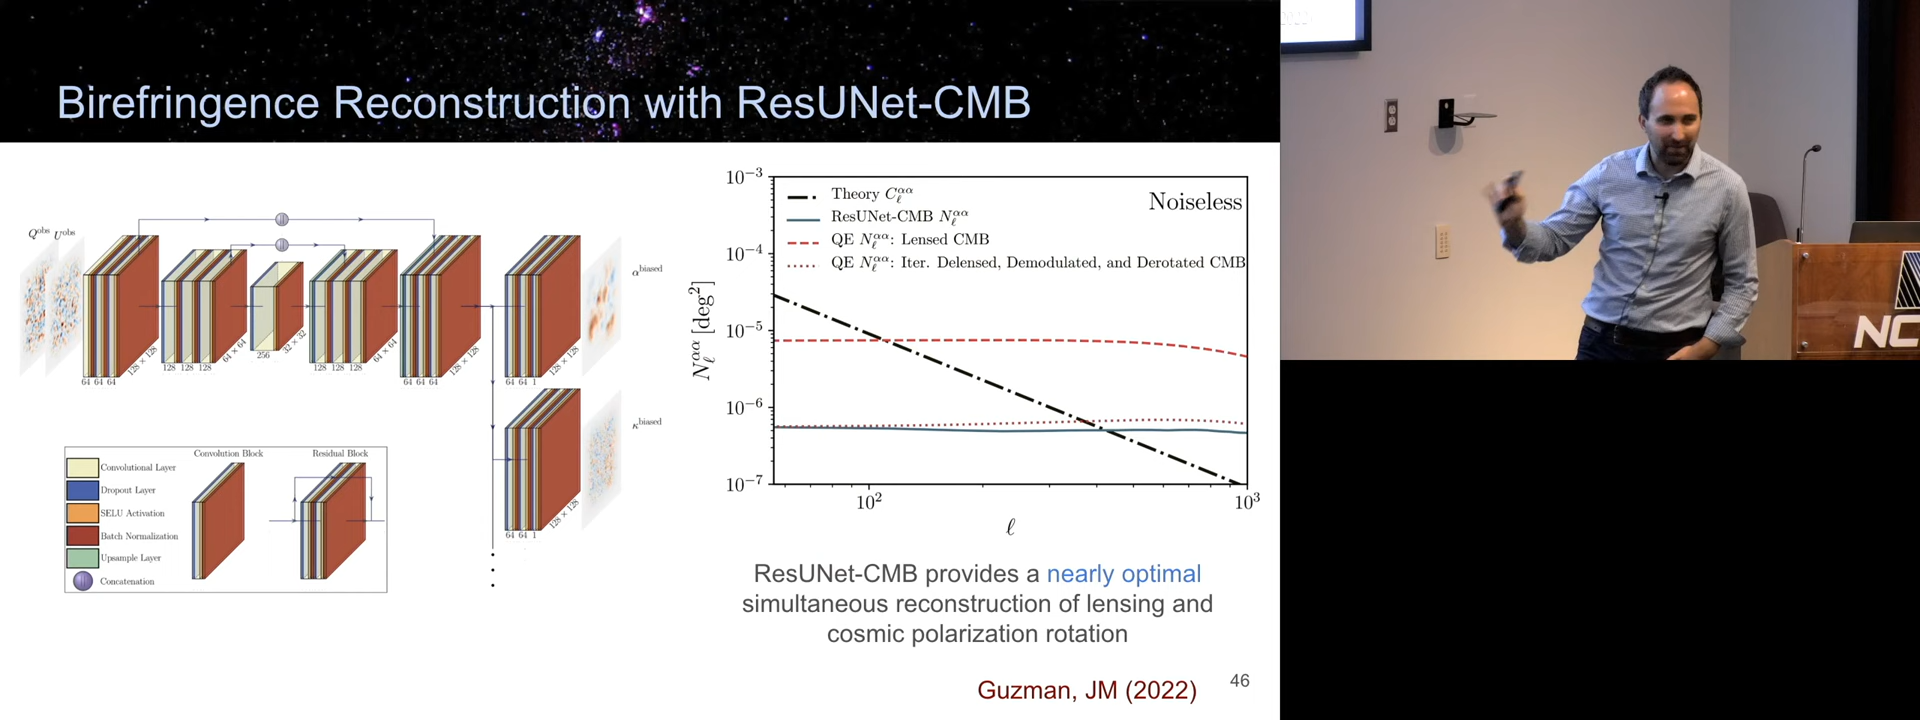 Birefringence Reconstruction with ResUNet-CMB
Q^obs U^obs
64 64 64
128 × 128
128 128 128
64 × 64
256
32 × 32
128 128 128
64 × 64
64 64 64
128 × 128
64 64 1
128 × 128
α^biased
64 64 1
128 × 128
κ^biased
Convolutional Layer
Dropout Layer
SELU Activation
Batch Normalization
Upsample Layer
Concatenation
Convolution Block
Residual Block
Noiseless
Theory C_ℓ^αα
ResUNet-CMB N_ℓ^αα
QE N_ℓ^αα: Lensed CMB
QE N_ℓ^αα: Iter. Delensed, Demodulated, and Derotated CMB
N_ℓ^αα [deg²]
10⁻³
10⁻⁴
10⁻⁵
10⁻⁶
10⁻⁷
10² 10³
ℓ
ResUNet-CMB provides a nearly optimal
simultaneous reconstruction of lensing and
cosmic polarization rotation
Guzman, JM (2022)
46
NC